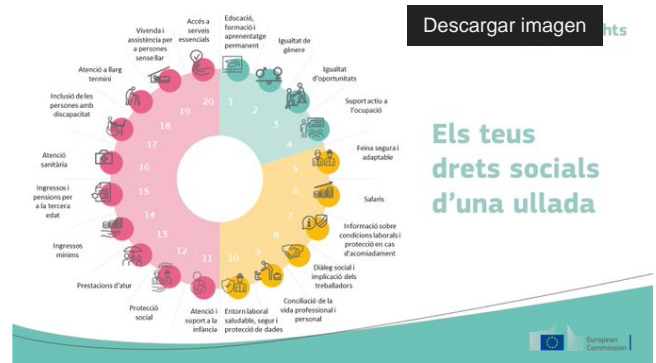 Descargar imagen
hts
Els teus
drets socials
d'una ullada
Educació,
formació i
aprenentatge
permanent
Igualtat de
gènere
Igualtat
d'oportunitats
Suport actiu a
l'ocupació
Feina segura i
adaptable
Salaris
Informació sobre
condicions laborals i
protecció en cas
d'acomiadament
Diàleg social i
implicació dels
treballadors
Conciliació de la
vida professional i
personal
Entorn laboral
saludable, segur i
protecció de dades
Atenció i
suport a la
infància
Protecció
social
Prestacions d'atur
Ingressos
mínims
Ingressos i
pensions per
a la tercera
edat
Atenció
sanitària
Inclusió de les
persones amb
discapacitat
Atenció a llarg
termini
Vivenda i
assistència per
a persones
sense llar
Accés a
serveis
essencials
1
2
3
4
5
6
7
8
9
10
11
12
13
14
15
16
17
18
19
20
European
Commission